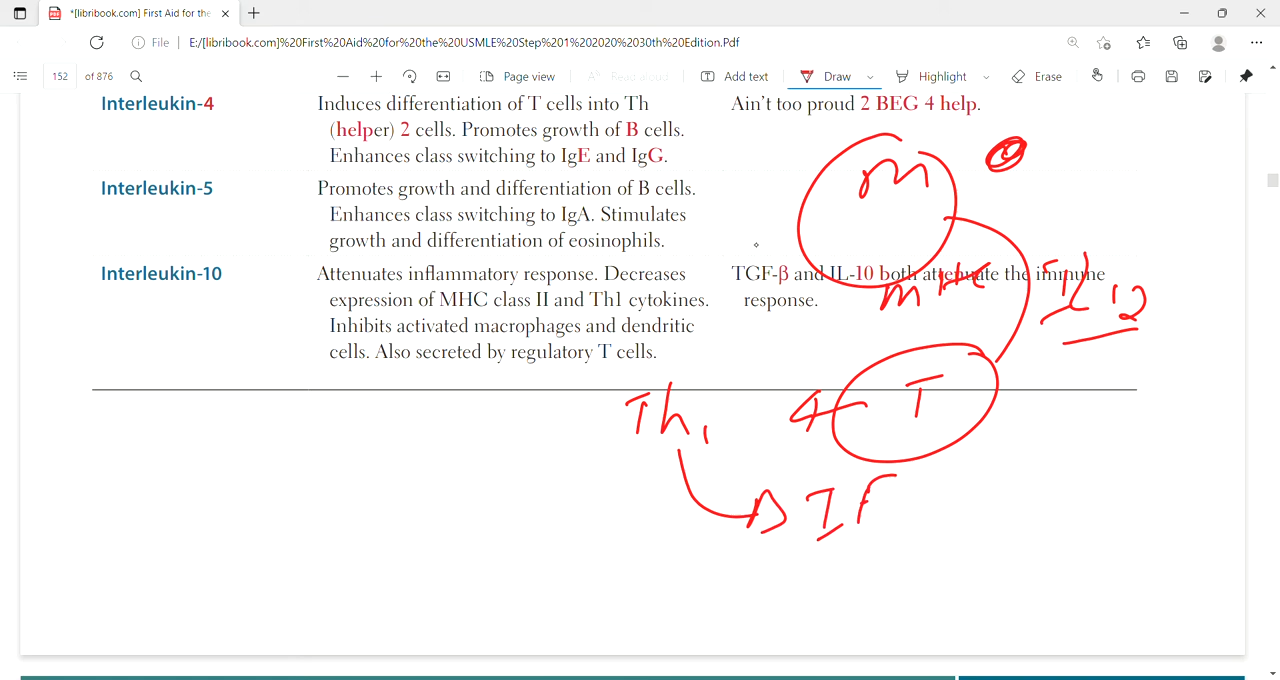 *[libribook.com] First Aid for the
File E:/[libribook.com]%20First%20Aid%20for%20the%20USMLE%20Step%201%202020%2030th%20Edition.Pdf
152 of 876 Page view Read aloud Add text Draw Highlight Erase
Interleukin-4
Induces differentiation of T cells into Th
(helper) 2 cells. Promotes growth of B cells.
Enhances class switching to IgE and IgG.
Ain't too proud 2 BEG 4 help.
Interleukin-5
Promotes growth and differentiation of B cells.
Enhances class switching to IgA. Stimulates
growth and differentiation of eosinophils.
Interleukin-10
Attenuates inflammatory response. Decreases
expression of MHC class II and Th1 cytokines.
Inhibits activated macrophages and dendritic
cells. Also secreted by regulatory T cells.
TGF-β and IL-10 both attenuate the immune
response.
M
MHC
IL 12
T
4
Th1
IF